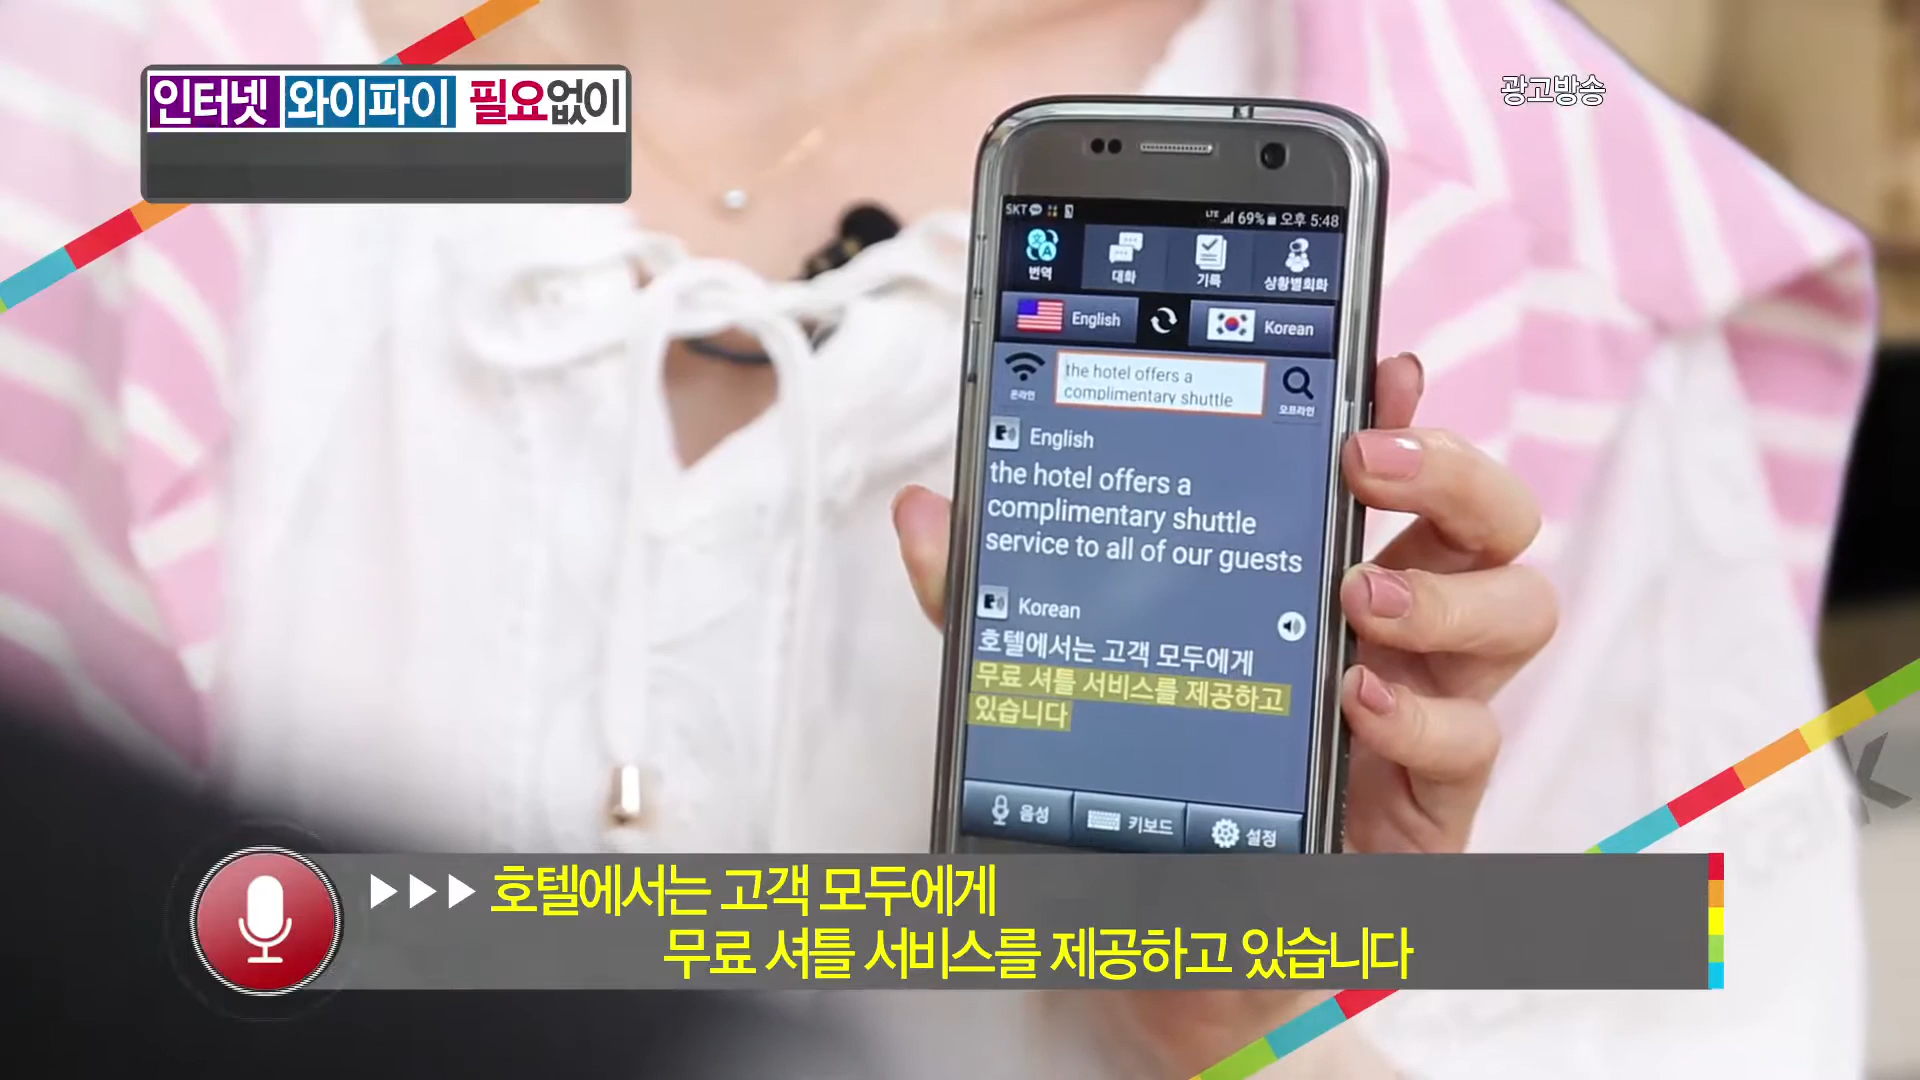 인터넷 와이파이 필요없이
광고방송
SKT LTE 69% 오후 5:48
번역 대화 기록 상황별회화
English Korean
온라인 the hotel offers a
complimentary shuttle 오프라인
English
the hotel offers a
complimentary shuttle
service to all of our guests
Korean
호텔에서는 고객 모두에게
무료 셔틀 서비스를 제공하고
있습니다
음성 키보드 설정
K
호텔에서는 고객 모두에게
무료 셔틀 서비스를 제공하고 있습니다